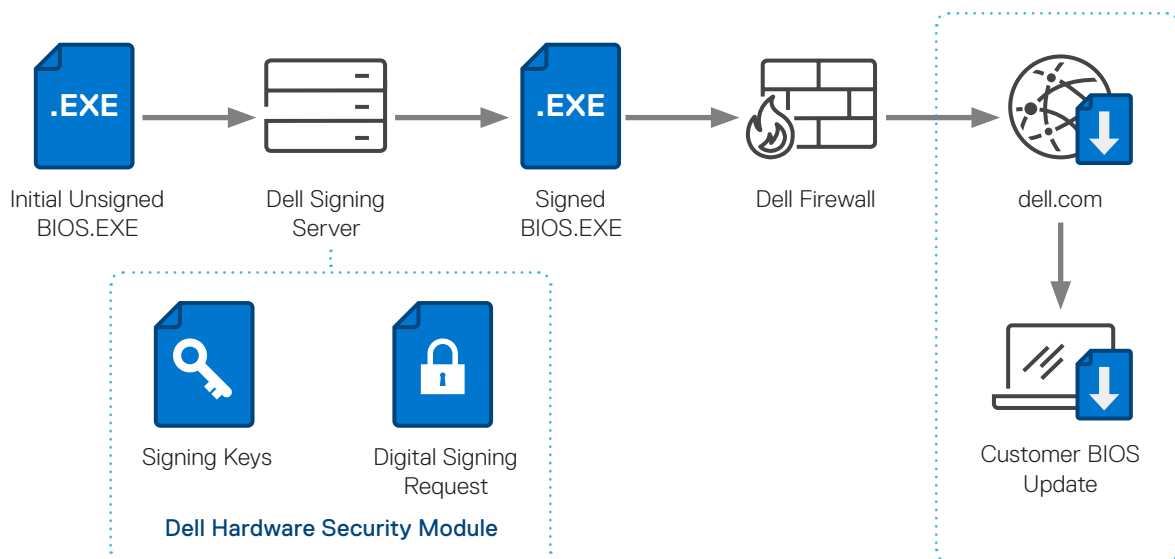 .EXE
.EXE
Initial Unsigned
BIOS.EXE
Dell Signing
Server
Signed
BIOS.EXE
Dell Firewall
dell.com
Signing Keys
Digital Signing
Request
Dell Hardware Security Module
Customer BIOS
Update